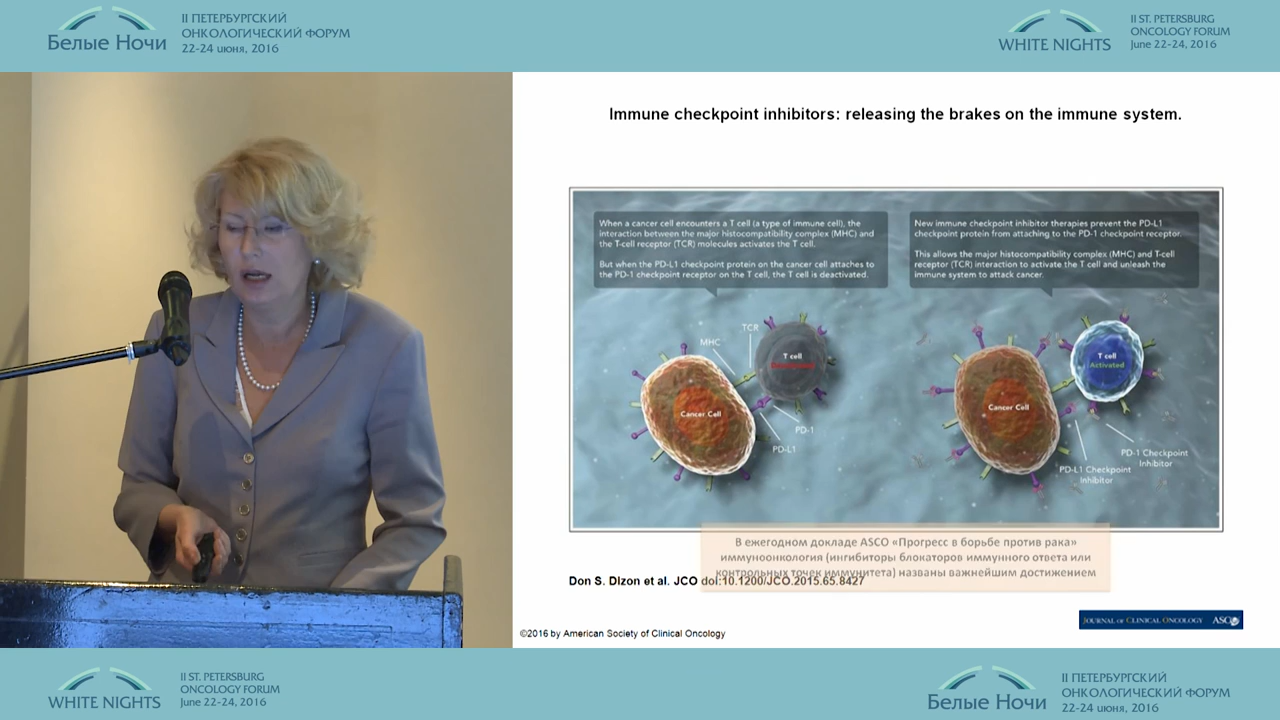 Белые Ночи
II ПЕТЕРБУРГСКИЙ
ОНКОЛОГИЧЕСКИЙ ФОРУМ
22-24 июня, 2016
WHITE NIGHTS
II ST. PETERSBURG
ONCOLOGY FORUM
June 22-24, 2016
Immune checkpoint inhibitors: releasing the brakes on the immune system.
When a cancer cell encounters a T cell (a type of immune cell), the
interaction between the major histocompatibility complex (MHC) and
the T-cell receptor (TCR) molecules activates the T cell.
But when the PD-L1 checkpoint protein on the cancer cell attaches to
the PD-1 checkpoint receptor on the T cell, the T cell is deactivated.
New immune checkpoint inhibitor therapies prevent the PD-L1
checkpoint protein from attaching to the PD-1 checkpoint receptor.
This allows the major histocompatibility complex (MHC) and T-cell
receptor (TCR) interaction to activate the T cell and unleash the
immune system to attack cancer.
TCR
MHC
T cell
Cancer Cell
PD-1
PD-L1
T cell
Activated
Cancer Cell
PD-1 Checkpoint
Inhibitor
PD-L1 Checkpoint
Inhibitor
В ежегодном докладе ASCO «Прогресс в борьбе против рака»
иммуноонкология (ингибиторы блокаторов иммунного ответа или
контрольных точек иммунитета) названы важнейшим достижением
Don S. DIzon et al. JCO doi:10.1200/JCO.2015.65.8427
©2016 by American Society of Clinical Oncology
JOURNAL OF CLINICAL ONCOLOGY ASCO
WHITE NIGHTS
II ST. PETERSBURG
ONCOLOGY FORUM
June 22-24, 2016
Белые Ночи
II ПЕТЕРБУРГСКИЙ
ОНКОЛОГИЧЕСКИЙ ФОРУМ
22-24 июня, 2016